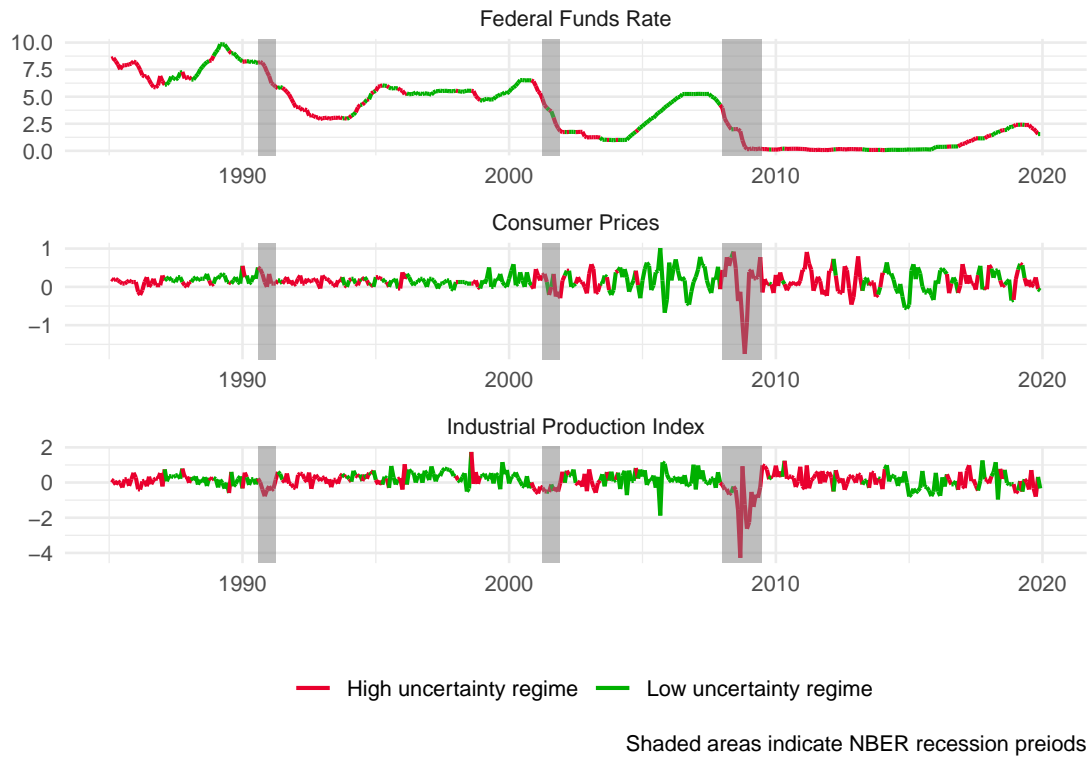 Federal Funds Rate
10.0
7.5
5.0
2.5
0.0
1990 2000 2010 2020
Consumer Prices
1
0
−1
1990 2000 2010 2020
Industrial Production Index
2
0
−2
−4
1990 2000 2010 2020
High uncertainty regime Low uncertainty regime
Shaded areas indicate NBER recession preiods